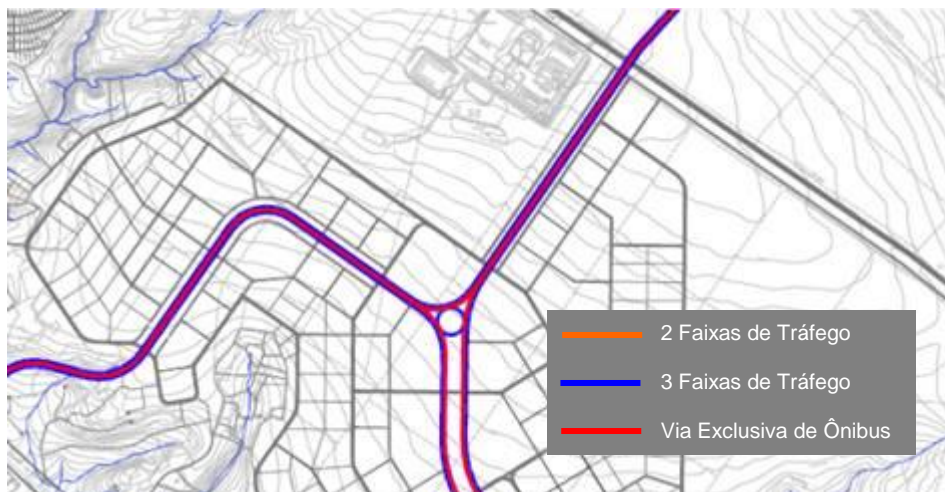 2 Faixas de Tráfego
3 Faixas de Tráfego
Via Exclusiva de Ônibus